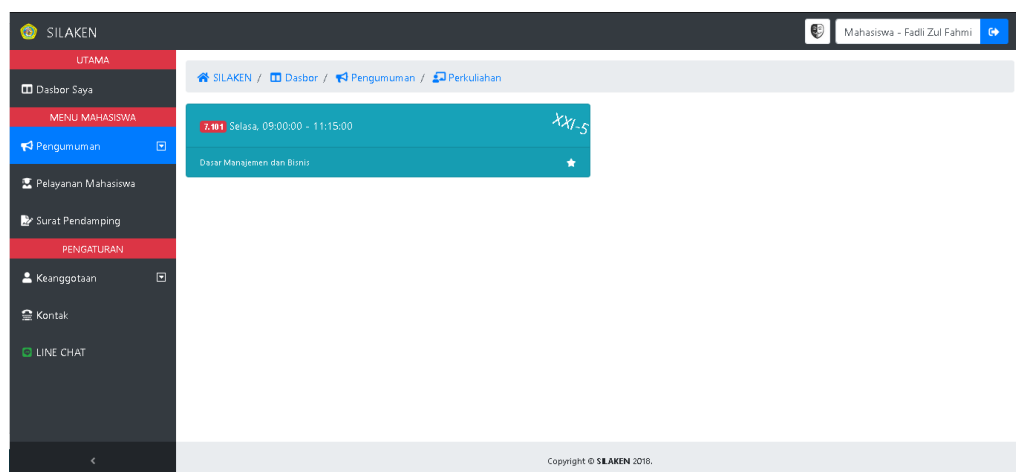 SILAKEN
Mahasiswa - Fadli Zul Fahmi
UTAMA
Dasbor Saya
MENU MAHASISWA
Pengumuman
Pelayanan Mahasiswa
Surat Pendamping
PENGATURAN
Keanggotaan
Kontak
LINE CHAT
SILAKEN / Dasbor / Pengumuman / Perkuliahan
7.101 Selasa, 09:00:00 - 11:15:00
XXI-5
Dasar Manajemen dan Bisnis
Copyright © SILAKEN 2018.